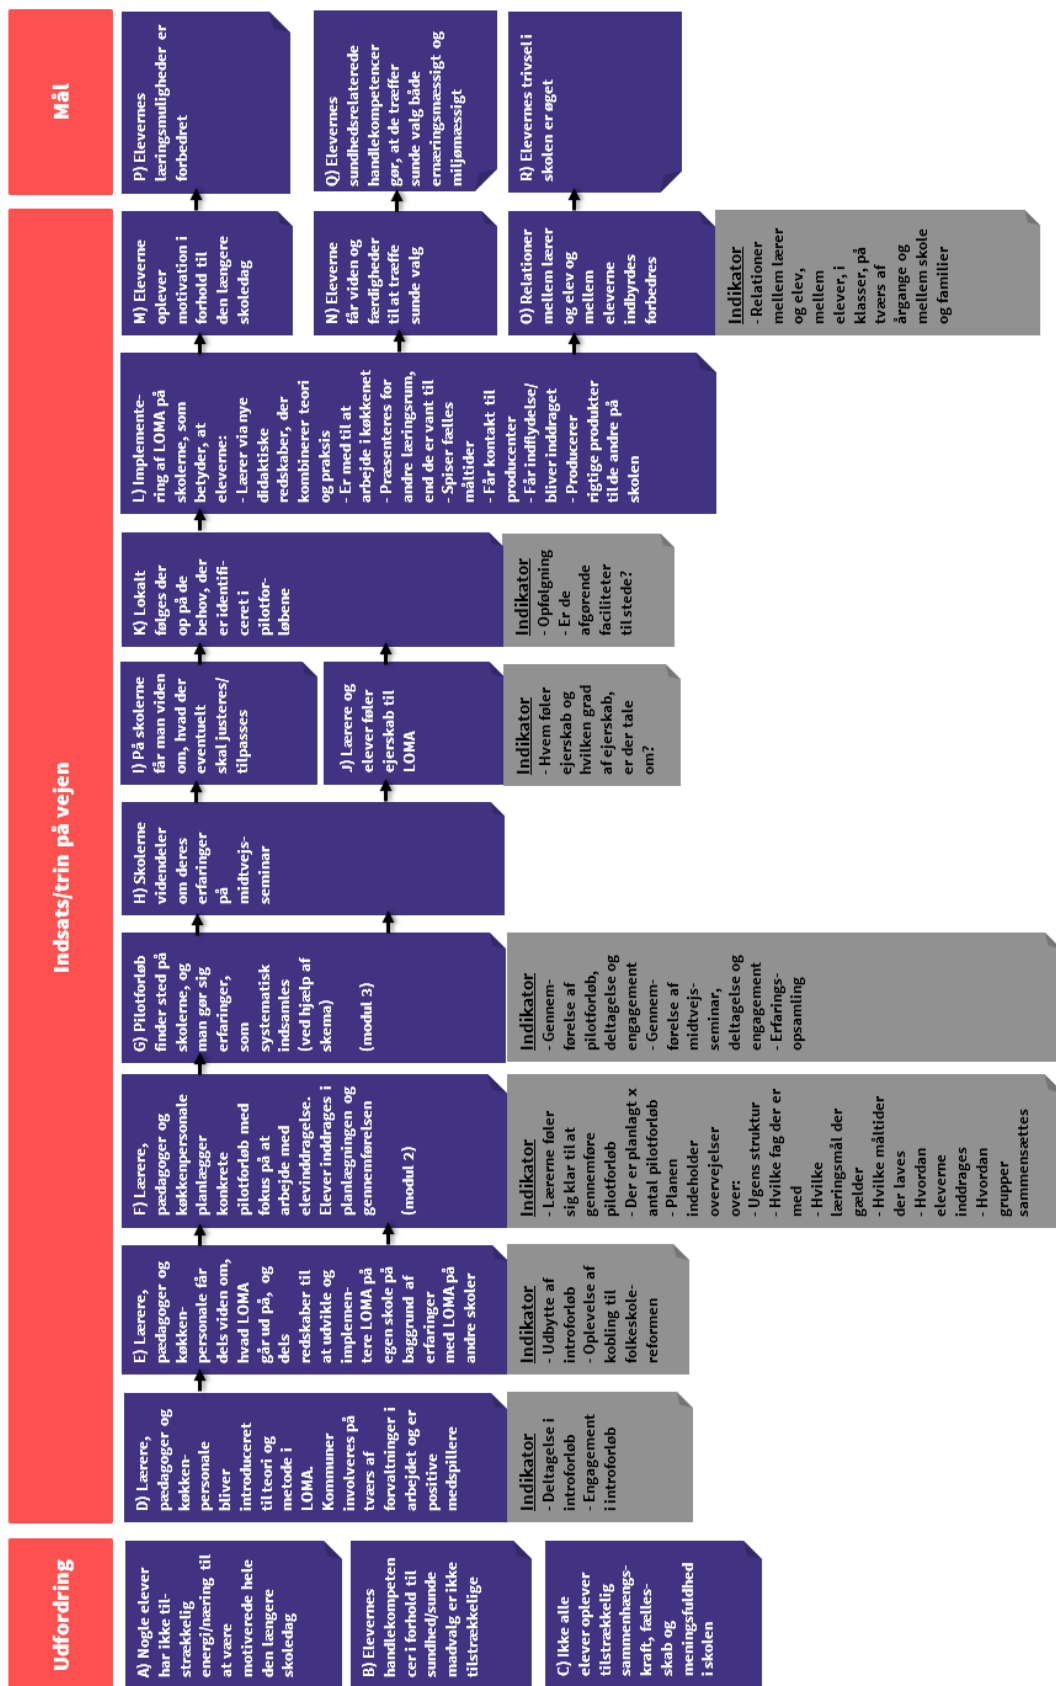 Udfordring
Indsats/trin på vejen
Mål
A) Nogle elever
har ikke til-
strækkelig
energi/næring til
at være
motiverede hele
den længere
skoledag
B) Elevernes
handlekompeten
cer i forhold til
sundhed/sunde
madvalg er ikke
tilstrækkelige
C) Ikke alle
elever oplever
tilstrækkelig
sammenhængs-
kraft, fælles-
skab og
meningsfuldhed
i skolen
D) Lærere,
pædagoger og
køkken-
personale
bliver
introduceret
til teori og
metode i
LOMA.
Kommuner
involveres på
tværs af
forvaltninger i
arbejdet og er
positive
medspillere
Indikator
- Deltagelse i
introforløb
- Engagement
i introforløb
E) Lærere,
pædagoger og
køkken-
personale får
dels viden om,
hvad LOMA
går ud på, og
dels
redskaber til
at udvikle og
implemen-
tere LOMA på
egen skole på
baggrund af
erfaringer
med LOMA på
andre skoler
Indikator
- Udbytte af
introforløb
- Oplevelse af
kobling til
folkeskole-
reformen
F) Lærere,
pædagoger og
køkkenpersonale
planlægger
konkrete
pilotforløb med
fokus på at
arbejde med
elevinddragelse.
Elever inddrages i
planlægningen og
gennemførelsen
(modul 2)
Indikator
- Lærerne føler
sig klar til at
gennemføre
pilotforløb
- Der er planlagt x
antal pilotforløb
- Planen
indeholder
overvejelser
over:
- Ugens struktur
- Hvilke fag der er
med
- Hvilke
læringsmål der
gælder
- Hvilke måltider
der laves
- Hvordan
eleverne
inddrages
- Hvordan
grupper
sammensættes
G) Pilotforløb
finder sted på
skolerne, og
man gør sig
erfaringer,
som
systematisk
indsamles
(ved hjælp af
skema)
(modul 3)
Indikator
- Gennem-
førelse af
pilotforløb,
deltagelse og
engagement
- Gennem-
førelse af
midtvejs-
seminar,
deltagelse og
engagement
- Erfarings-
opsamling
H) Skolerne
videndeler
om deres
erfaringer
på
midtvejs-
seminar
I) På skolerne
får man viden
om, hvad der
eventuelt
skal justeres/
tilpasses
J) Lærere og
elever føler
ejerskab til
LOMA
Indikator
- Hvem føler
ejerskab og
hvilken grad
af ejerskab,
er der tale
om?
K) Lokalt
følges der
op på de
behov, der
er identifi-
ceret i
pilotfor-
løbene
Indikator
- Opfølgning
- Er de
afgørende
faciliteter
til stede?
L) Implemente-
ring af LOMA på
skolerne, som
betyder, at
eleverne:
- Lærer via nye
didaktiske
redskaber, der
kombinerer teori
og praksis
- Er med til at
arbejde i køkkenet
- Præsenteres for
andre læringsrum,
end de er vant til
- Spiser fælles
måltider
- Får kontakt til
producenter
- Får indflydelse/
bliver inddraget
- Producerer
rigtige produkter
til de andre på
skolen
M) Eleverne
oplever
motivation i
forhold til
den længere
skoledag
N) Eleverne
får viden og
færdigheder
til at træffe
sunde valg
O) Relationer
mellem lærer
og elev og
mellem
eleverne
indbyrdes
forbedres
Indikator
- Relationer
mellem lærer
og elev,
mellem
elever, i
klasser, på
tværs af
årgange og
mellem skole
og familier
P) Elevernes
læringsmuligheder er
forbedret
Q) Elevernes
sundhedsrelaterede
handlekompetencer
gør, at de træffer
sunde valg både
ernæringsmæssigt og
miljømæssigt
R) Elevernes trivsel i
skolen er øget